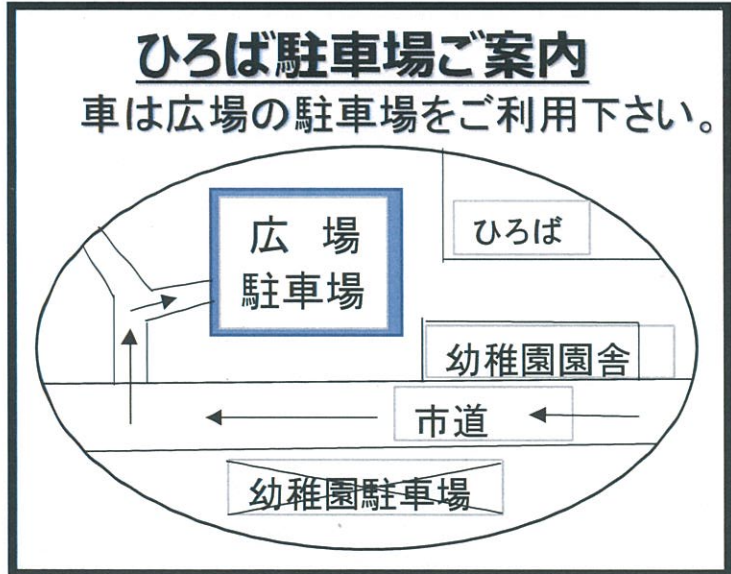 ひろば駐車場ご案内
車は広場の駐車場をご利用下さい。
広 場
駐車場
ひろば
幼稚園園舎
市道
幼稚園駐車場